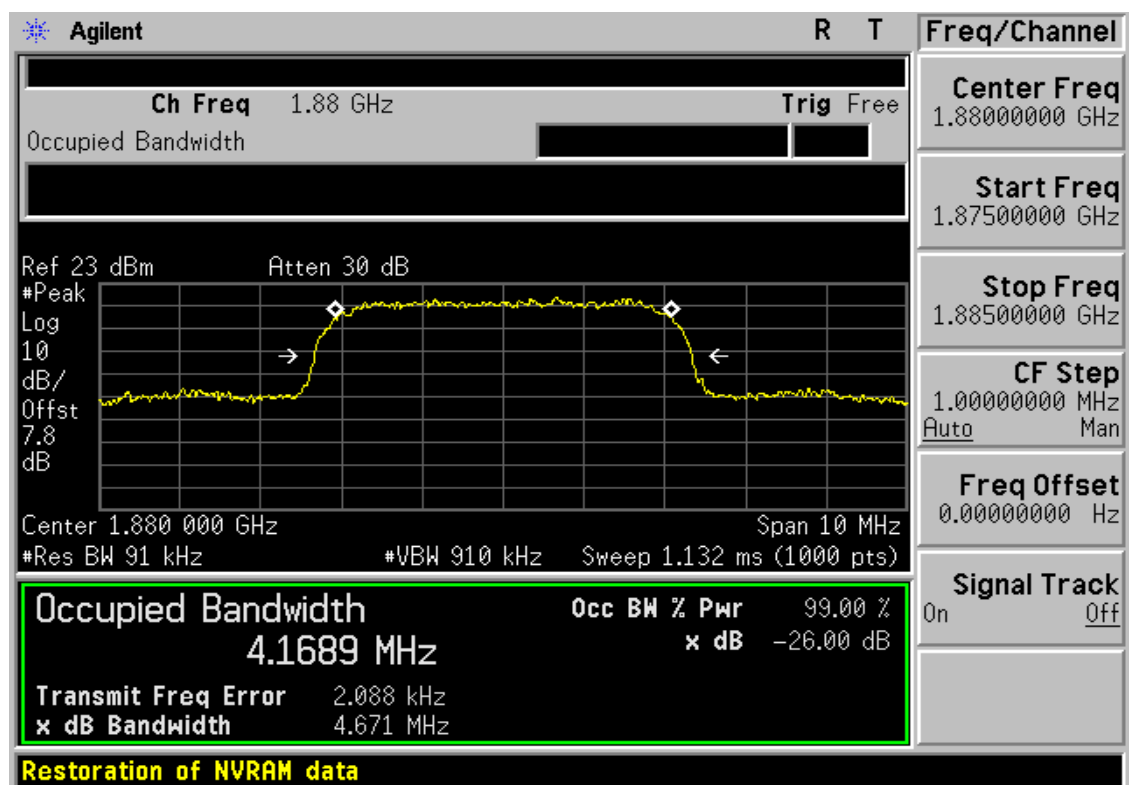 Agilent R T
Freq/Channel
Ch Freq 1.88 GHz Trig Free
Occupied Bandwidth
Center Freq
1.88000000 GHz
Start Freq
1.87500000 GHz
Stop Freq
1.88500000 GHz
CF Step
1.00000000 MHz
Auto Man
Freq Offset
0.00000000 Hz
Signal Track
On Off
Ref 23 dBm Atten 30 dB
#Peak
Log
10
dB/
Offst
7.8
dB
Center 1.880 000 GHz Span 10 MHz
#Res BW 91 kHz #VBW 910 kHz Sweep 1.132 ms (1000 pts)
Occupied Bandwidth Occ BW % Pwr 99.00 %
4.1689 MHz x dB -26.00 dB
Transmit Freq Error 2.088 kHz
x dB Bandwidth 4.671 MHz
Restoration of NVRAM data